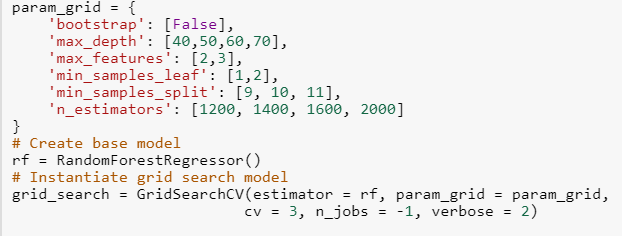 param_grid = {
    'bootstrap': [False],
    'max_depth': [40,50,60,70],
    'max_features': [2,3],
    'min_samples_leaf': [1,2],
    'min_samples_split': [9, 10, 11],
    'n_estimators': [1200, 1400, 1600, 2000]
}
# Create base model
rf = RandomForestRegressor()
# Instantiate grid search model
grid_search = GridSearchCV(estimator = rf, param_grid = param_grid,
                          cv = 3, n_jobs = -1, verbose = 2)